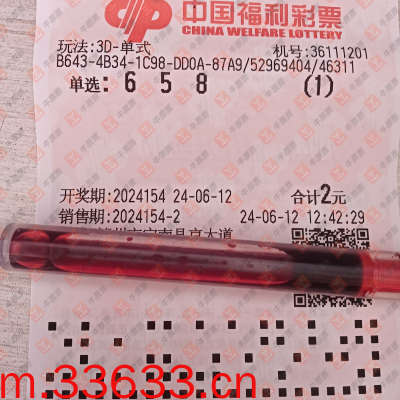 中国福利彩票
CHINA WELFARE LOTTERY
玩法:3D-单式 机号:36111201
B643-4B34-1C98-DD0A-87A9/52969404/46311
单选: 6 5 8 (1)
开奖期:2024154 24-06-12 合计2元
销售期:2024154-2 24-06-12 12:42:29
m.33633.cn